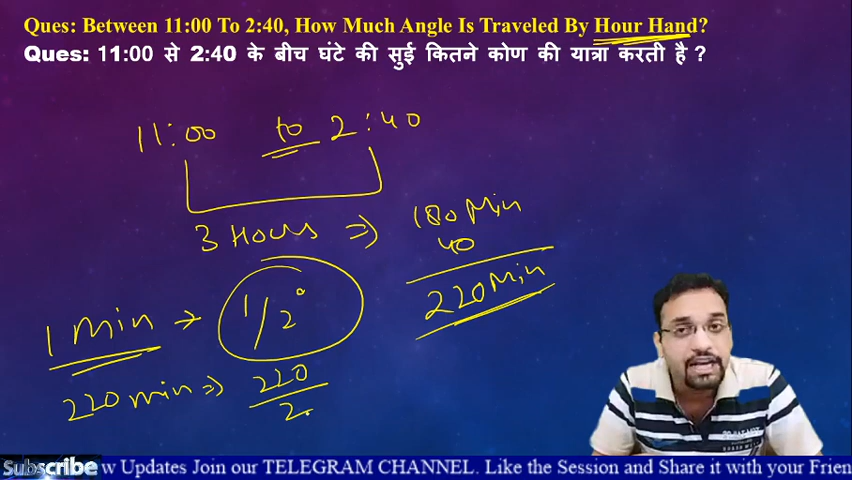 Ques: Between 11:00 To 2:40, How Much Angle Is Traveled By Hour Hand?
Ques: 11:00 से 2:40 के बीच घंटे की सुई कितने कोण की यात्रा करती है ?
11:00 to 2:40
3 Hours => 180 Min
40
220 Min
1 Min → 1/2°
220 min => 220/2
Subscribe w Updates Join our TELEGRAM CHANNEL. Like the Session and Share it with your Frien